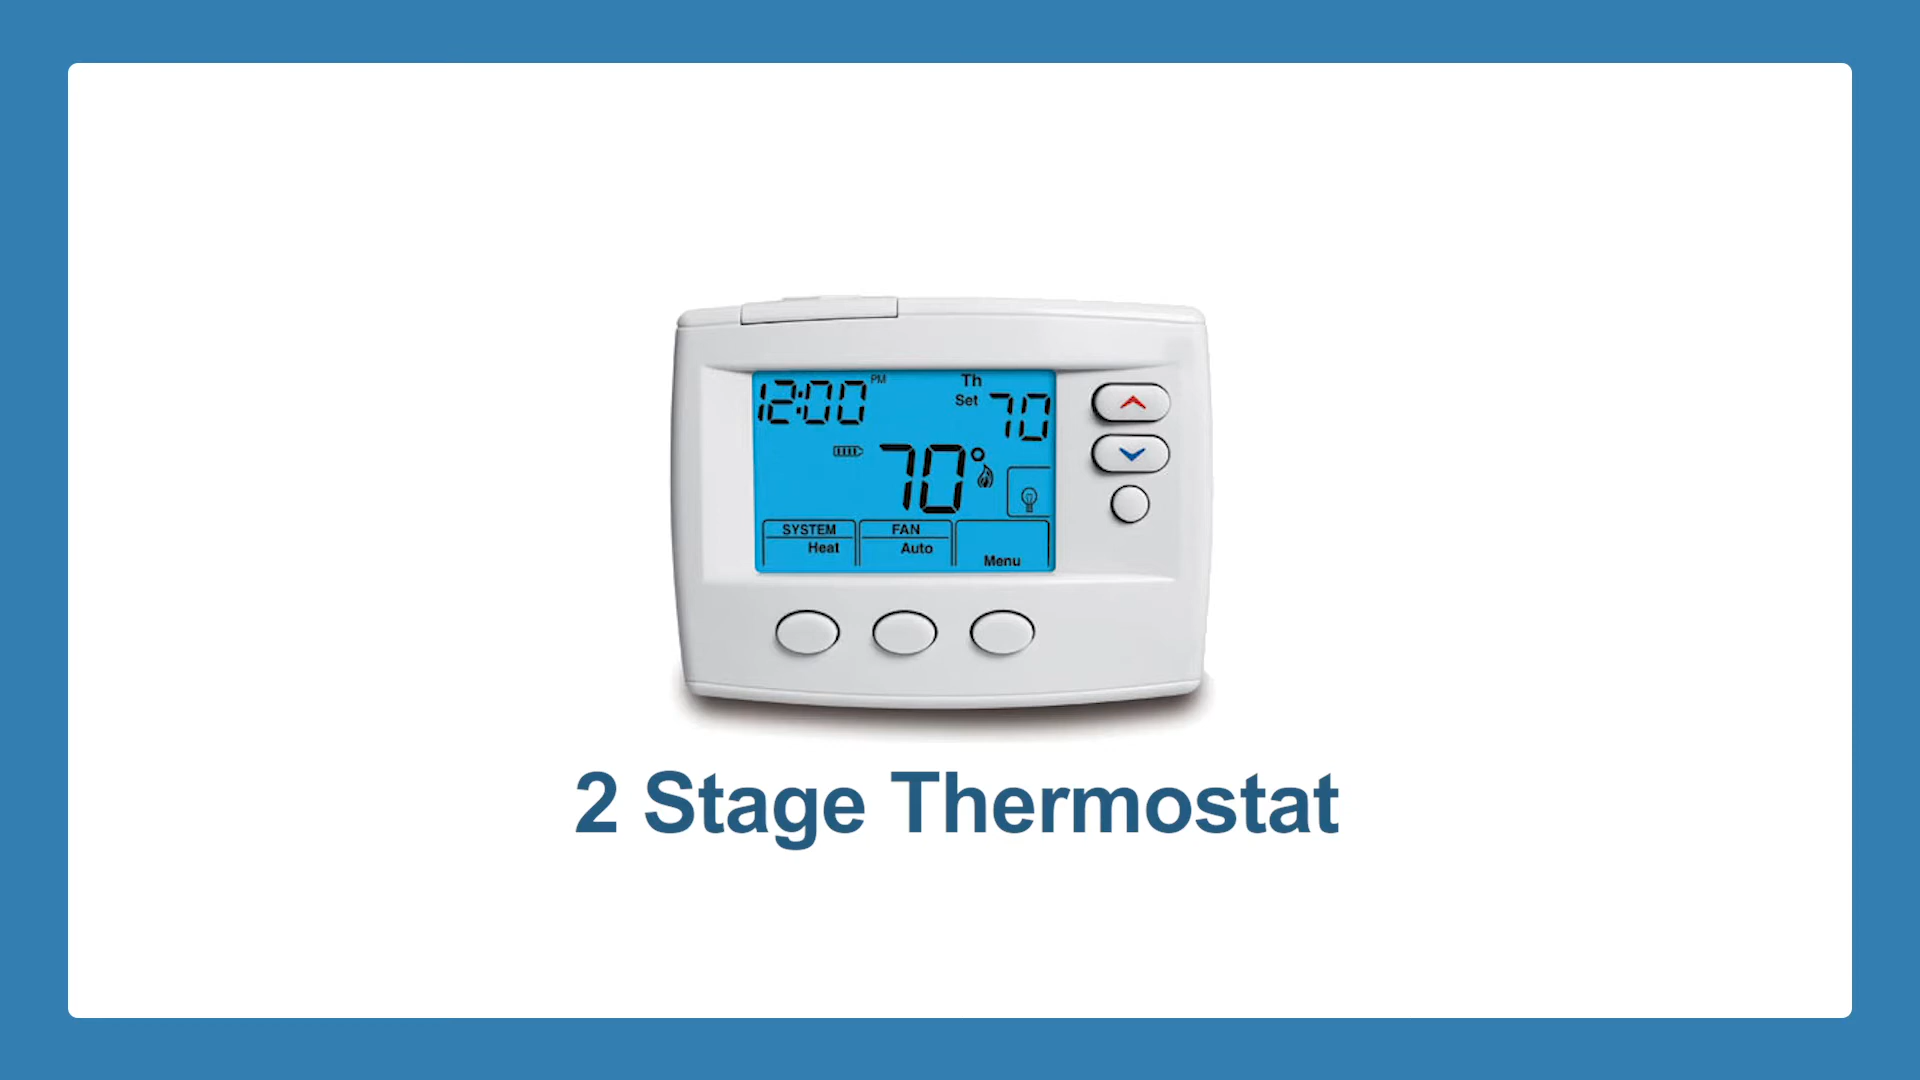 12:00 PM
Th
Set 70
70°
SYSTEM
Heat
FAN
Auto
Menu
2 Stage Thermostat